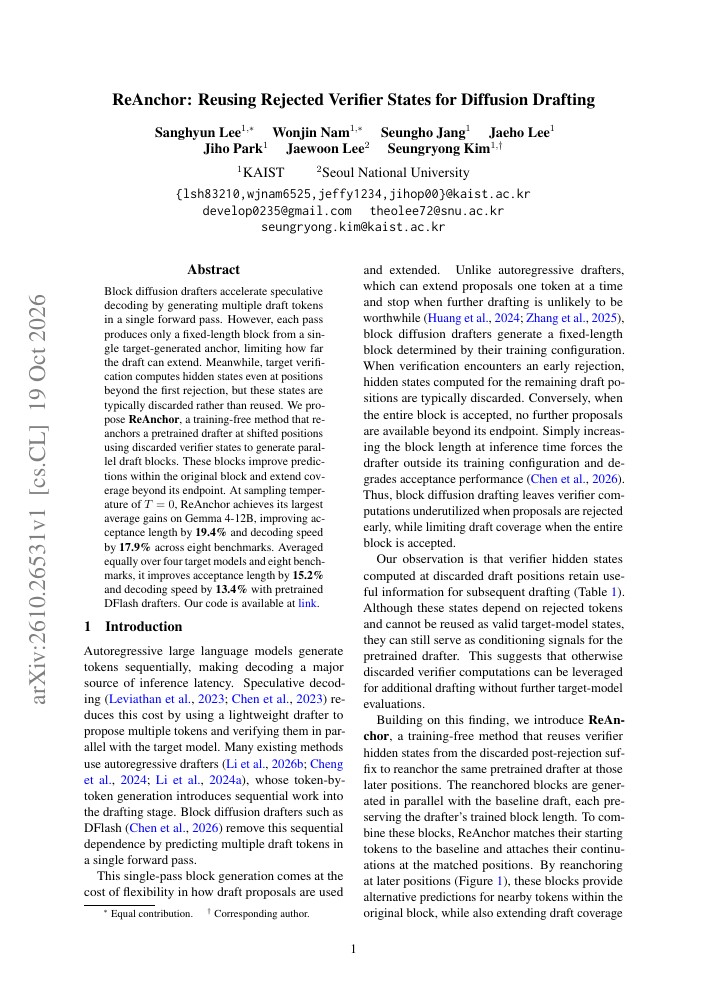 ReAnchor: Reusing Rejected Verifier States for Diffusion Drafting
Sanghyun Lee1,* Wonjin Nam1,* Seungho Jang1 Jaeho Lee1
Jiho Park1 Jaewoon Lee2 Seungryong Kim1,†
1KAIST 2Seoul National University
{lsh83210,wjnam6525,jeffy1234,jihop00}@kaist.ac.kr
develop0235@gmail.com theolee72@snu.ac.kr
seungryong.kim@kaist.ac.kr
arXiv:2610.26531v1 [cs.CL] 19 Oct 2026
Abstract
Block diffusion drafters accelerate speculative
decoding by generating multiple draft tokens
in a single forward pass. However, each pass
produces only a fixed-length block from a sin-
gle target-generated anchor, limiting how far
the draft can extend. Meanwhile, target verifi-
cation computes hidden states even at positions
beyond the first rejection, but these states are
typically discarded rather than reused. We pro-
pose ReAnchor, a training-free method that re-
anchors a pretrained drafter at shifted positions
using discarded verifier states to generate paral-
lel draft blocks. These blocks improve predic-
tions within the original block and extend cov-
erage beyond its endpoint. At sampling temper-
ature of T = 0, ReAnchor achieves its largest
average gains on Gemma 4-12B, improving ac-
ceptance length by 19.4% and decoding speed
by 17.9% across eight benchmarks. Averaged
equally over four target models and eight bench-
marks, it improves acceptance length by 15.2%
and decoding speed by 13.4% with pretrained
DFlash drafters. Our code is available at link.
1 Introduction
Autoregressive large language models generate
tokens sequentially, making decoding a major
source of inference latency. Speculative decod-
ing (Leviathan et al., 2023; Chen et al., 2023) re-
duces this cost by using a lightweight drafter to
propose multiple tokens and verifying them in par-
allel with the target model. Many existing methods
use autoregressive drafters (Li et al., 2026b; Cheng
et al., 2024; Li et al., 2024a), whose token-by-
token generation introduces sequential work into
the drafting stage. Block diffusion drafters such as
DFlash (Chen et al., 2026) remove this sequential
dependence by predicting multiple draft tokens in
a single forward pass.
This single-pass block generation comes at the
cost of flexibility in how draft proposals are used
* Equal contribution. † Corresponding author.
and extended. Unlike autoregressive drafters,
which can extend proposals one token at a time
and stop when further drafting is unlikely to be
worthwhile (Huang et al., 2024; Zhang et al., 2025),
block diffusion drafters generate a fixed-length
block determined by their training configuration.
When verification encounters an early rejection,
hidden states computed for the remaining draft po-
sitions are typically discarded. Conversely, when
the entire block is accepted, no further proposals
are available beyond its endpoint. Simply increas-
ing the block length at inference time forces the
drafter outside its training configuration and de-
grades acceptance performance (Chen et al., 2026).
Thus, block diffusion drafting leaves verifier com-
putations underutilized when proposals are rejected
early, while limiting draft coverage when the entire
block is accepted.
Our observation is that verifier hidden states
computed at discarded draft positions retain use-
ful information for subsequent drafting (Table 1).
Although these states depend on rejected tokens
and cannot be reused as valid target-model states,
they can still serve as conditioning signals for the
pretrained drafter. This suggests that otherwise
discarded verifier computations can be leveraged
for additional drafting without further target-model
evaluations.
Building on this finding, we introduce ReAn-
chor, a training-free method that reuses verifier
hidden states from the discarded post-rejection suf-
fix to reanchor the same pretrained drafter at those
later positions. The reanchored blocks are gener-
ated in parallel with the baseline draft, each pre-
serving the drafter's trained block length. To com-
bine these blocks, ReAnchor matches their starting
tokens to the baseline and attaches their continu-
ations at the matched positions. By reanchoring
at later positions (Figure 1), these blocks provide
alternative predictions for nearby tokens within the
original block, while also extending draft coverage
1